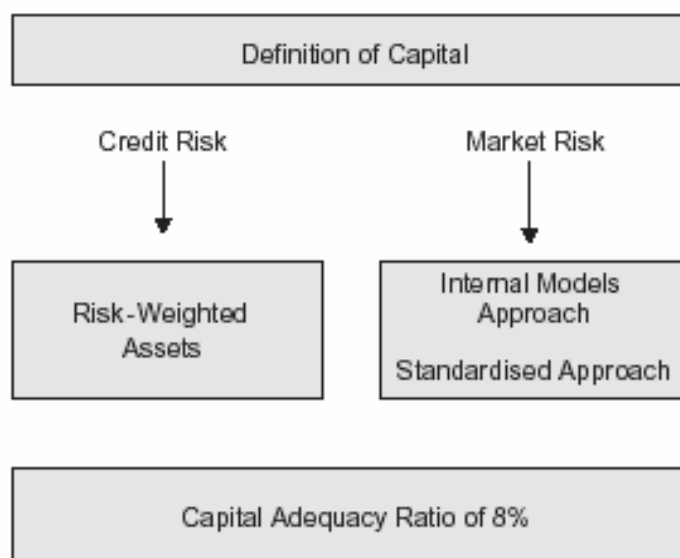 Definition of Capital
Credit Risk
Market Risk
Risk-Weighted
Assets
Internal Models
Approach
Standardised Approach
Capital Adequacy Ratio of 8%